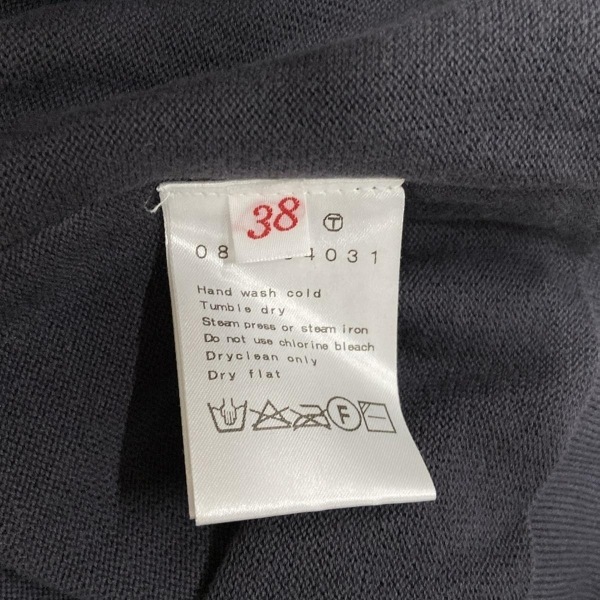 38
T
08 4031
Hand wash cold
Tumble dry
Steam press or steam iron
Do not use chlorine bleach
Dryclean only
Dry flat
F